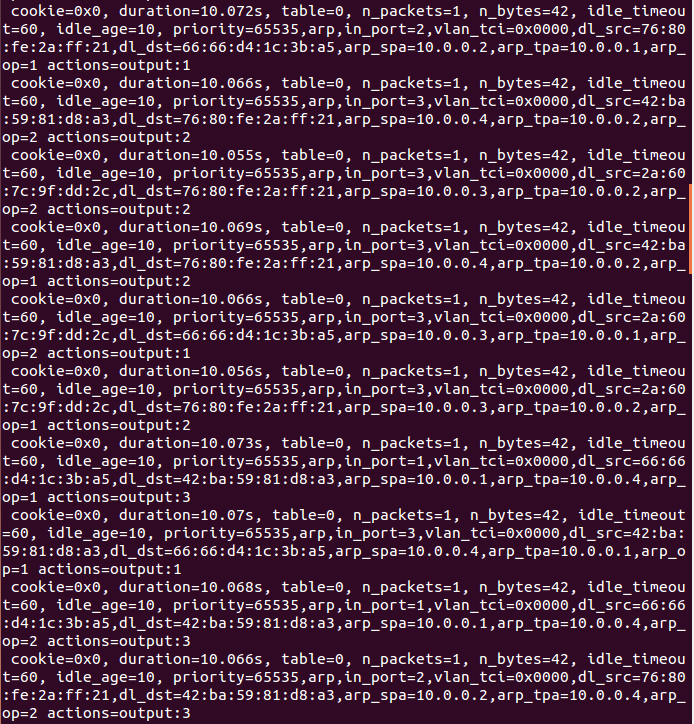 cookie=0x0, duration=10.072s, table=0, n_packets=1, n_bytes=42, idle_timeou
t=60, idle_age=10, priority=65535,arp,in_port=2,vlan_tci=0x0000,dl_src=76:80
:fe:2a:ff:21,dl_dst=66:66:d4:1c:3b:a5,arp_spa=10.0.0.2,arp_tpa=10.0.0.1,arp_
op=1 actions=output:1
cookie=0x0, duration=10.066s, table=0, n_packets=1, n_bytes=42, idle_timeou
t=60, idle_age=10, priority=65535,arp,in_port=3,vlan_tci=0x0000,dl_src=42:ba
:59:81:d8:a3,dl_dst=76:80:fe:2a:ff:21,arp_spa=10.0.0.4,arp_tpa=10.0.0.2,arp_
op=2 actions=output:2
cookie=0x0, duration=10.055s, table=0, n_packets=1, n_bytes=42, idle_timeou
t=60, idle_age=10, priority=65535,arp,in_port=3,vlan_tci=0x0000,dl_src=2a:60
:7c:9f:dd:2c,dl_dst=76:80:fe:2a:ff:21,arp_spa=10.0.0.3,arp_tpa=10.0.0.2,arp_
op=2 actions=output:2
cookie=0x0, duration=10.069s, table=0, n_packets=1, n_bytes=42, idle_timeou
t=60, idle_age=10, priority=65535,arp,in_port=3,vlan_tci=0x0000,dl_src=42:ba
:59:81:d8:a3,dl_dst=76:80:fe:2a:ff:21,arp_spa=10.0.0.4,arp_tpa=10.0.0.2,arp_
op=1 actions=output:2
cookie=0x0, duration=10.066s, table=0, n_packets=1, n_bytes=42, idle_timeou
t=60, idle_age=10, priority=65535,arp,in_port=3,vlan_tci=0x0000,dl_src=2a:60
:7c:9f:dd:2c,dl_dst=66:66:d4:1c:3b:a5,arp_spa=10.0.0.3,arp_tpa=10.0.0.1,arp_
op=2 actions=output:1
cookie=0x0, duration=10.056s, table=0, n_packets=1, n_bytes=42, idle_timeou
t=60, idle_age=10, priority=65535,arp,in_port=3,vlan_tci=0x0000,dl_src=2a:60
:7c:9f:dd:2c,dl_dst=76:80:fe:2a:ff:21,arp_spa=10.0.0.3,arp_tpa=10.0.0.2,arp_
op=1 actions=output:2
cookie=0x0, duration=10.073s, table=0, n_packets=1, n_bytes=42, idle_timeou
t=60, idle_age=10, priority=65535,arp,in_port=1,vlan_tci=0x0000,dl_src=66:66
:d4:1c:3b:a5,dl_dst=42:ba:59:81:d8:a3,arp_spa=10.0.0.1,arp_tpa=10.0.0.4,arp_
op=1 actions=output:3
cookie=0x0, duration=10.07s, table=0, n_packets=1, n_bytes=42, idle_timeout
=60, idle_age=10, priority=65535,arp,in_port=3,vlan_tci=0x0000,dl_src=42:ba:
59:81:d8:a3,dl_dst=66:66:d4:1c:3b:a5,arp_spa=10.0.0.4,arp_tpa=10.0.0.1,arp_o
p=1 actions=output:1
cookie=0x0, duration=10.068s, table=0, n_packets=1, n_bytes=42, idle_timeou
t=60, idle_age=10, priority=65535,arp,in_port=1,vlan_tci=0x0000,dl_src=66:66
:d4:1c:3b:a5,dl_dst=42:ba:59:81:d8:a3,arp_spa=10.0.0.1,arp_tpa=10.0.0.4,arp_
op=2 actions=output:3
cookie=0x0, duration=10.066s, table=0, n_packets=1, n_bytes=42, idle_timeou
t=60, idle_age=10, priority=65535,arp,in_port=2,vlan_tci=0x0000,dl_src=76:80
:fe:2a:ff:21,dl_dst=42:ba:59:81:d8:a3,arp_spa=10.0.0.2,arp_tpa=10.0.0.4,arp_
op=2 actions=output:3